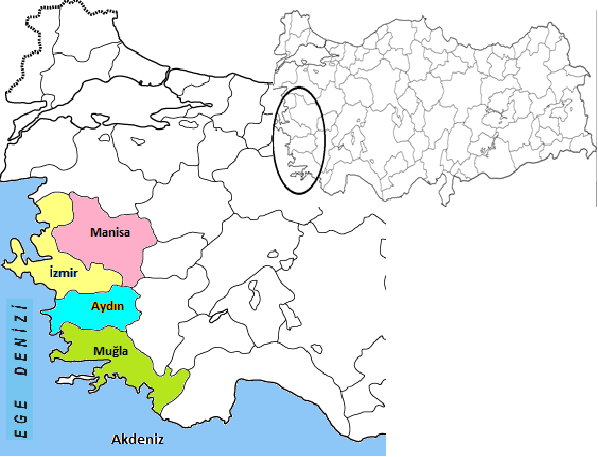 Manisa
İzmir
Aydın
Muğla
EGE DENİZİ
Akdeniz